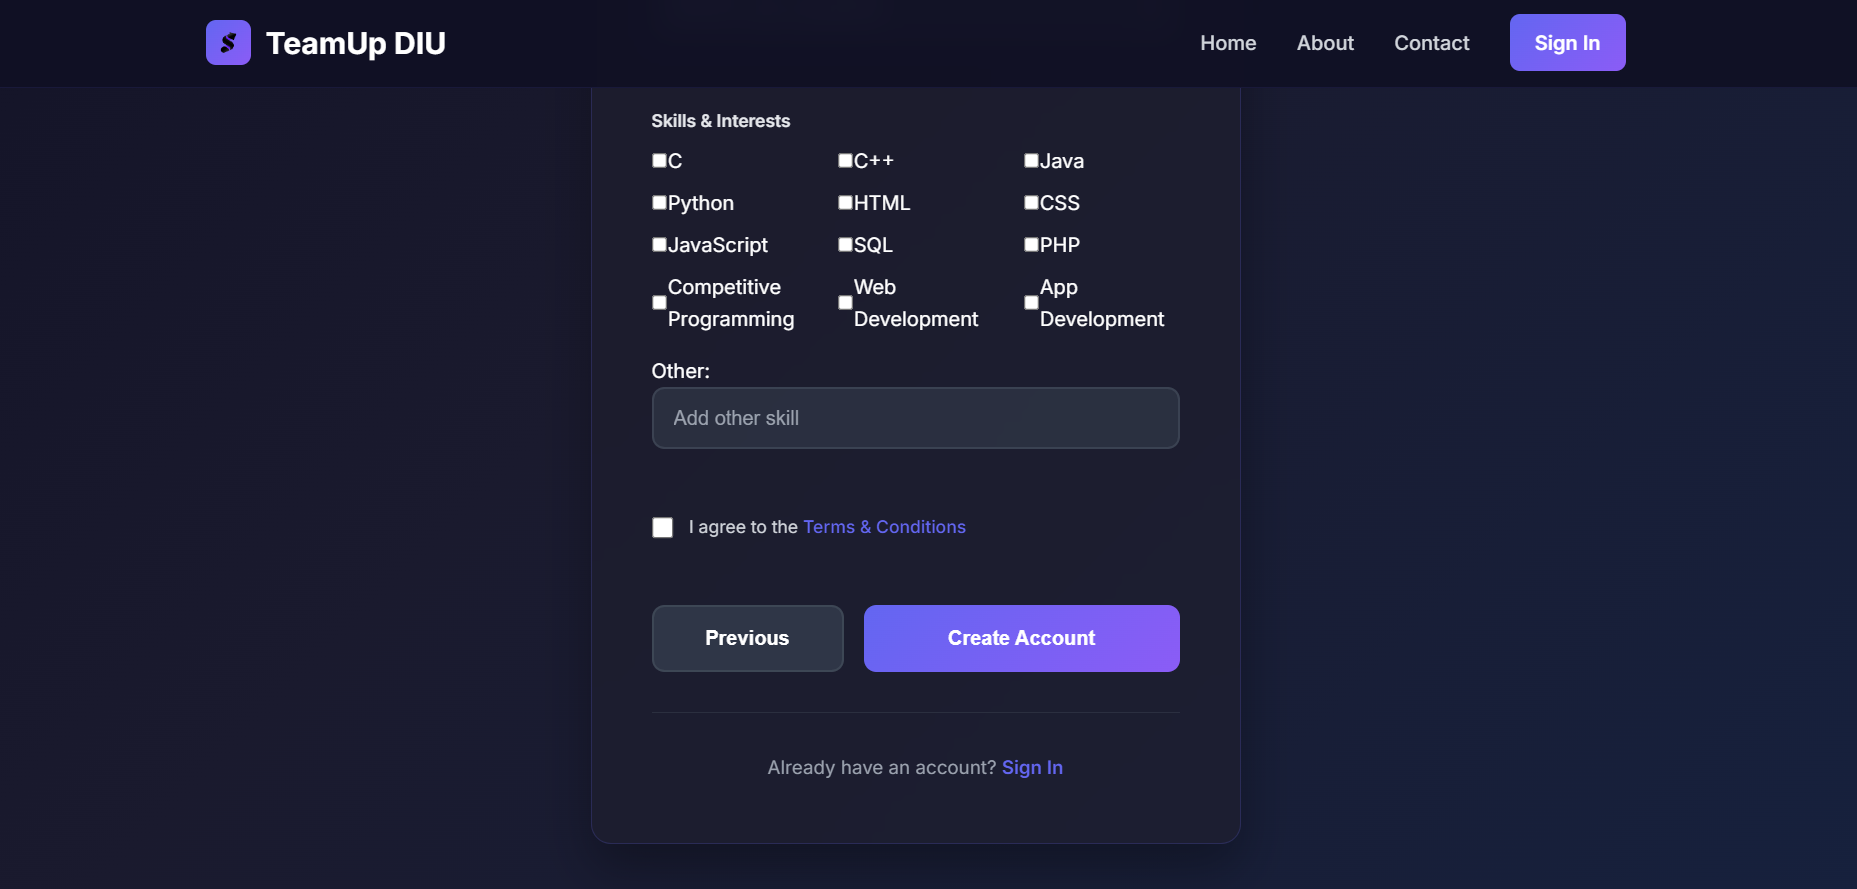 TeamUp DIU
Home About Contact Sign In
Skills & Interests
C C++ Java
Python HTML CSS
JavaScript SQL PHP
Competitive Programming Web Development App Development
Other:
Add other skill
I agree to the Terms & Conditions
Previous Create Account
Already have an account? Sign In